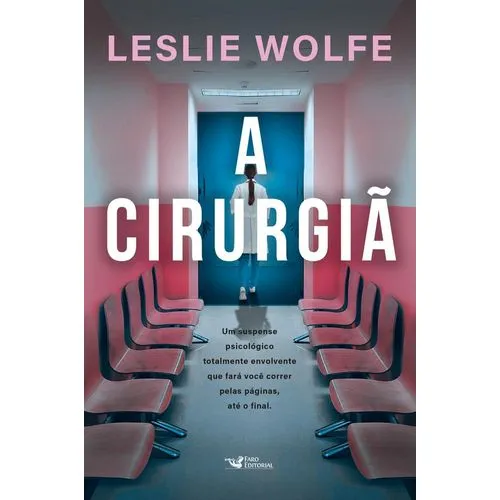 LESLIE WOLFE
A
CIRURGIÃ
Um suspense
psicológico
totalmente envolvente
que fará você correr
pelas páginas,
até o final.
FARO
EDITORIAL